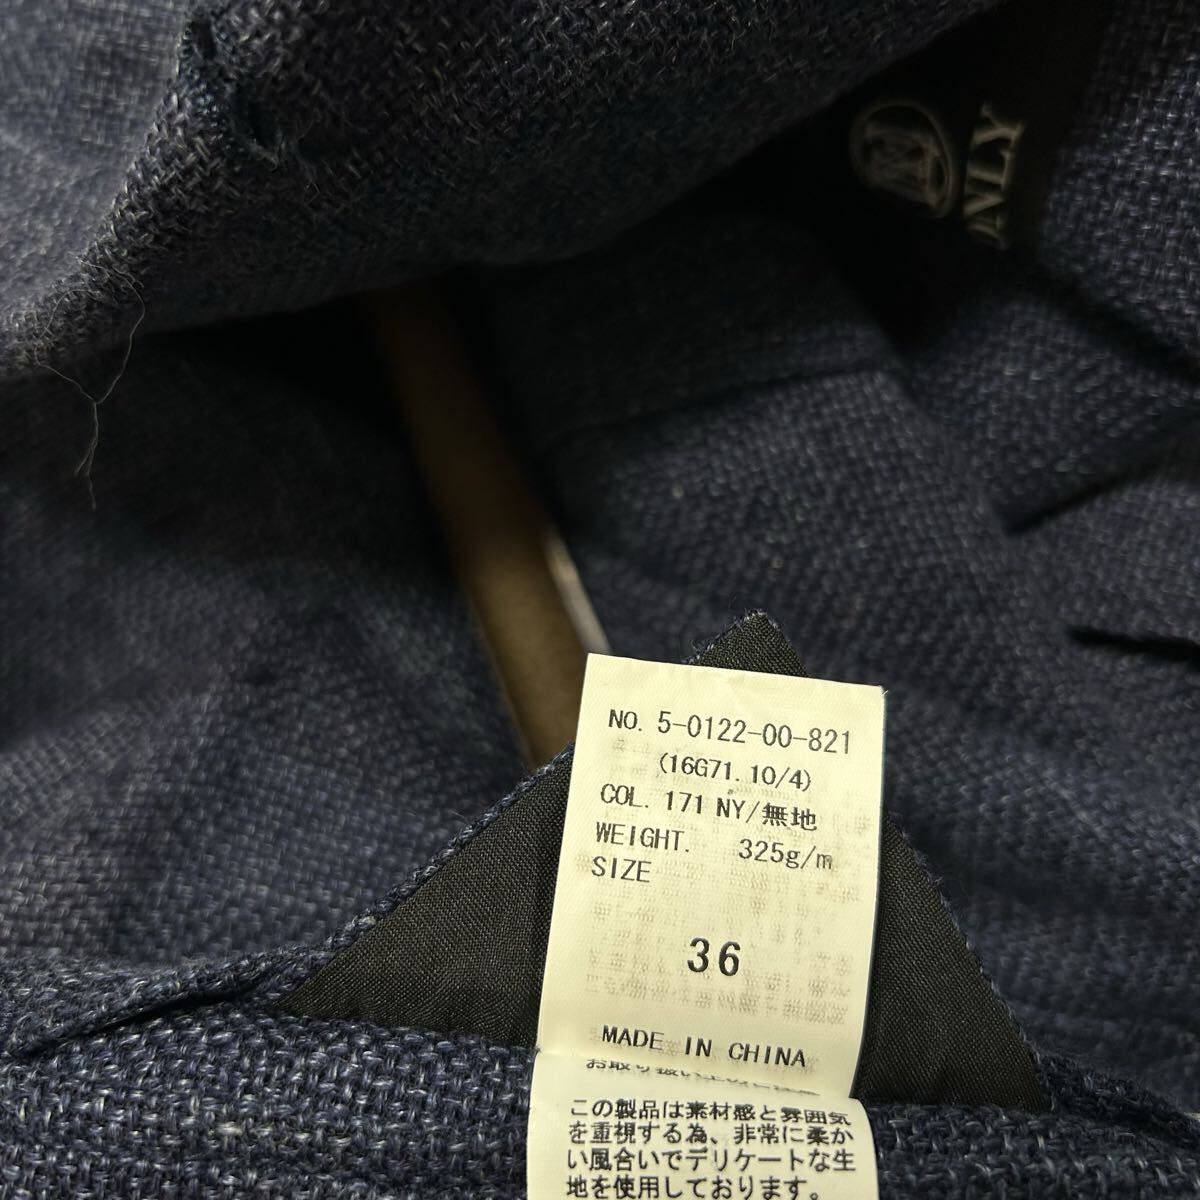 NLY
NO. 5-0122-00-821
(16G71.10/4)
COL. 171 NY/無地
WEIGHT. 325g/m
SIZE
36
MADE IN CHINA
この製品は素材感と雰囲気
を重視する為、非常に柔か
い風合いでデリケートな生
地を使用しております。